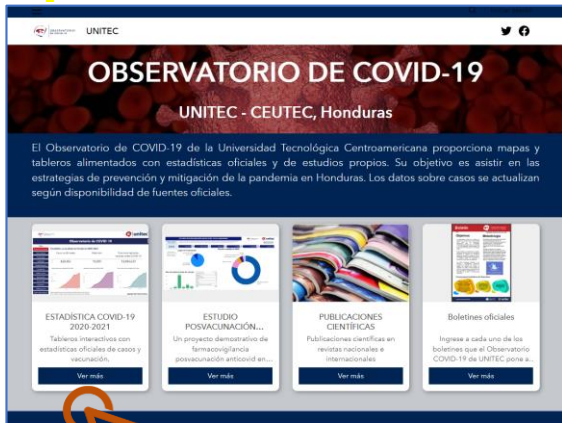 UNITEC
OBSERVATORIO DE COVID-19
UNITEC - CEUTEC, Honduras
El Observatorio de COVID-19 de la Universidad Tecnológica Centroamericana proporciona mapas y
tableros alimentados con estadísticas oficiales y de estudios propios. Su objetivo es asistir en las
estrategias de prevención y mitigación de la pandemia en Honduras. Los datos sobre casos se actualizan
según disponibilidad de fuentes oficiales.
ESTADÍSTICA COVID-19
2020-2021
Tableros interactivos con
estadísticas oficiales de casos y
vacunación.
Ver más
ESTUDIO
POSVACUNACIÓN...
Un proyecto demostrativo de
farmacovigilancia
posvacunación anticovid en...
Ver más
PUBLICACIONES
CIENTÍFICAS
Publicaciones científicas en
revistas nacionales e
internacionales
Ver más
Boletines oficiales
Ingrese a cada uno de los
boletines que el Observatorio
COVID-19 de UNITEC pone a...
Ver más